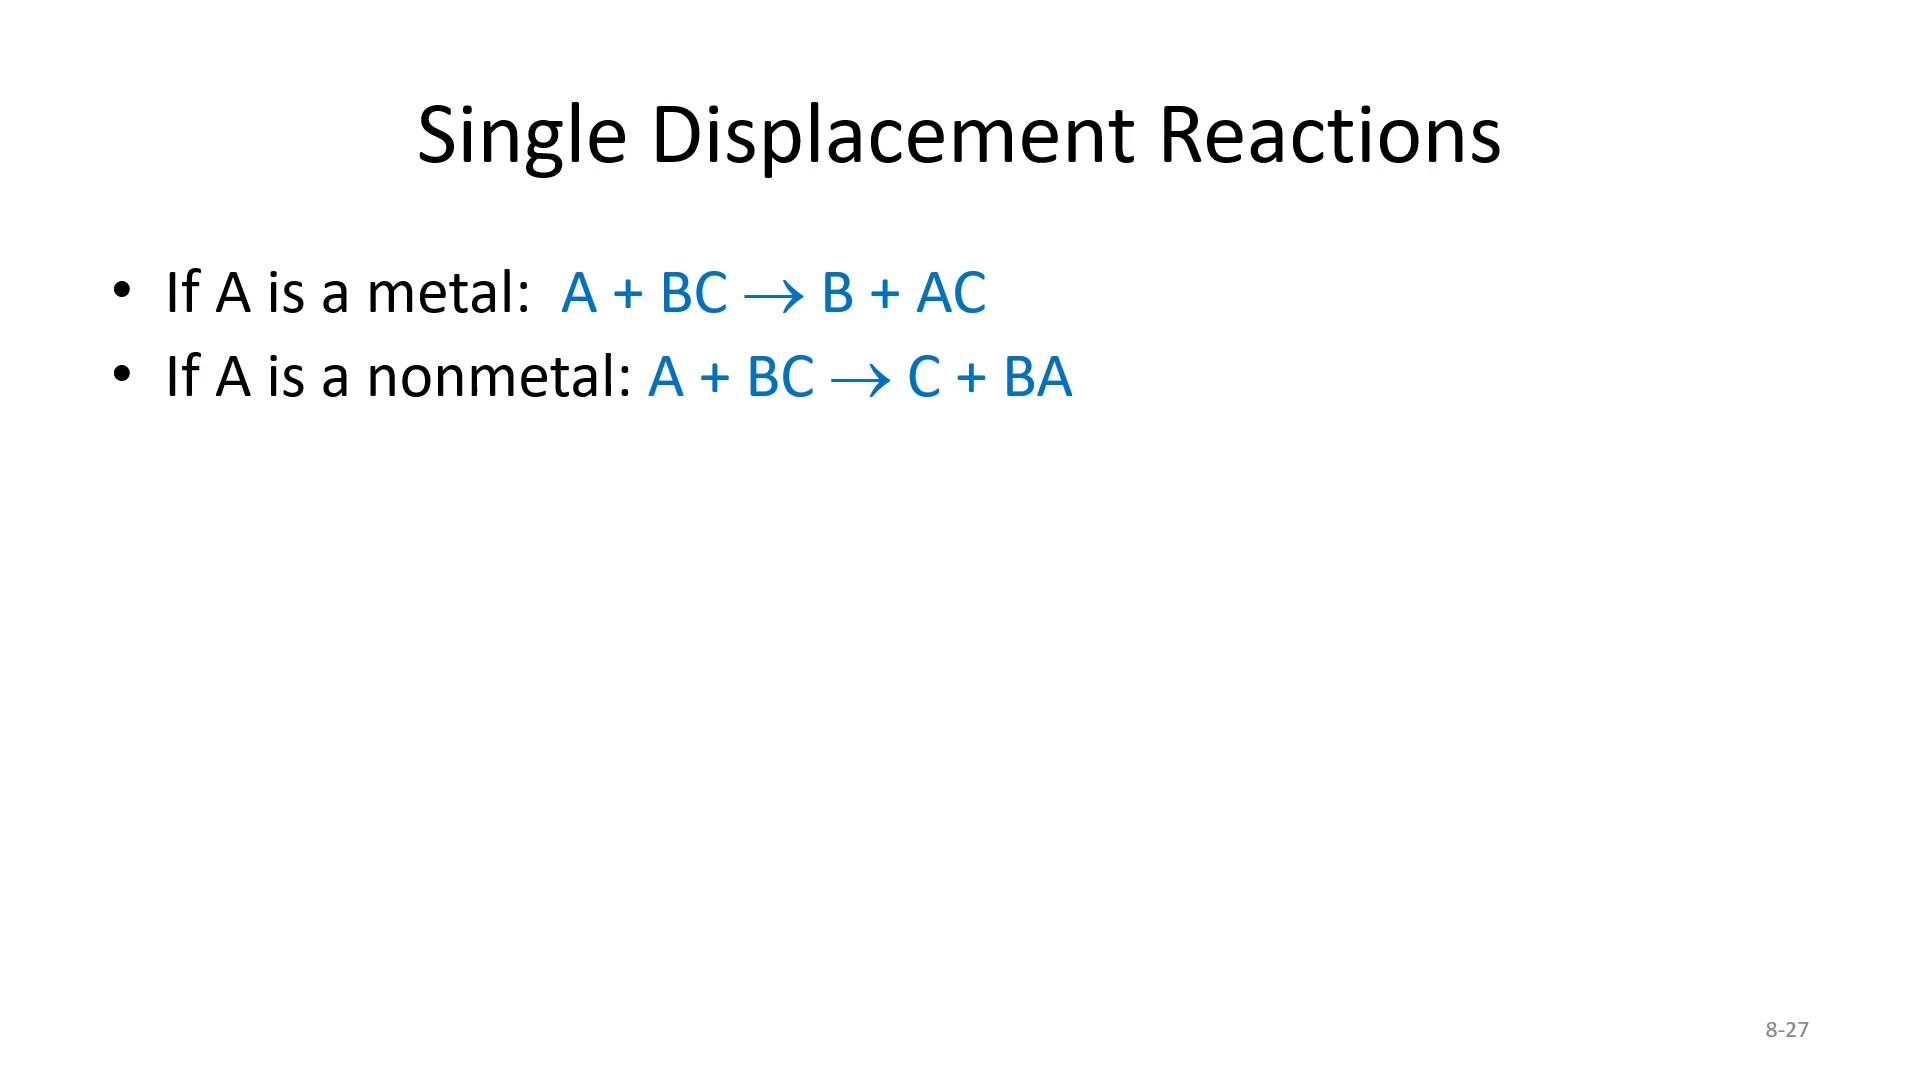 Single Displacement Reactions
• If A is a metal: A + BC → B + AC
• If A is a nonmetal: A + BC → C + BA
8-27